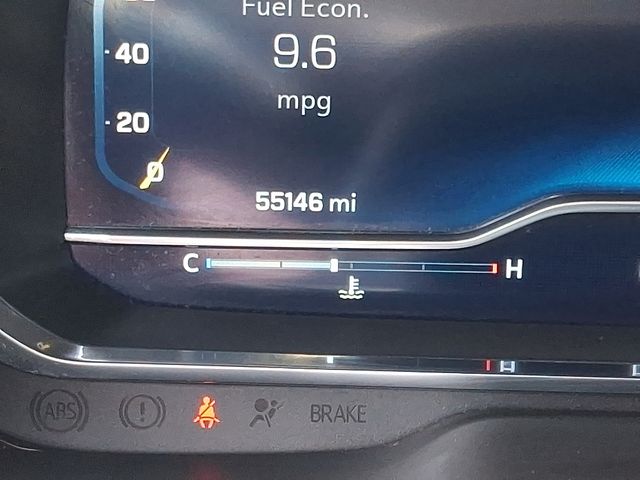 Fuel Econ.
9.6
mpg
40
20
0
55146 mi
C H
H
ABS BRAKE